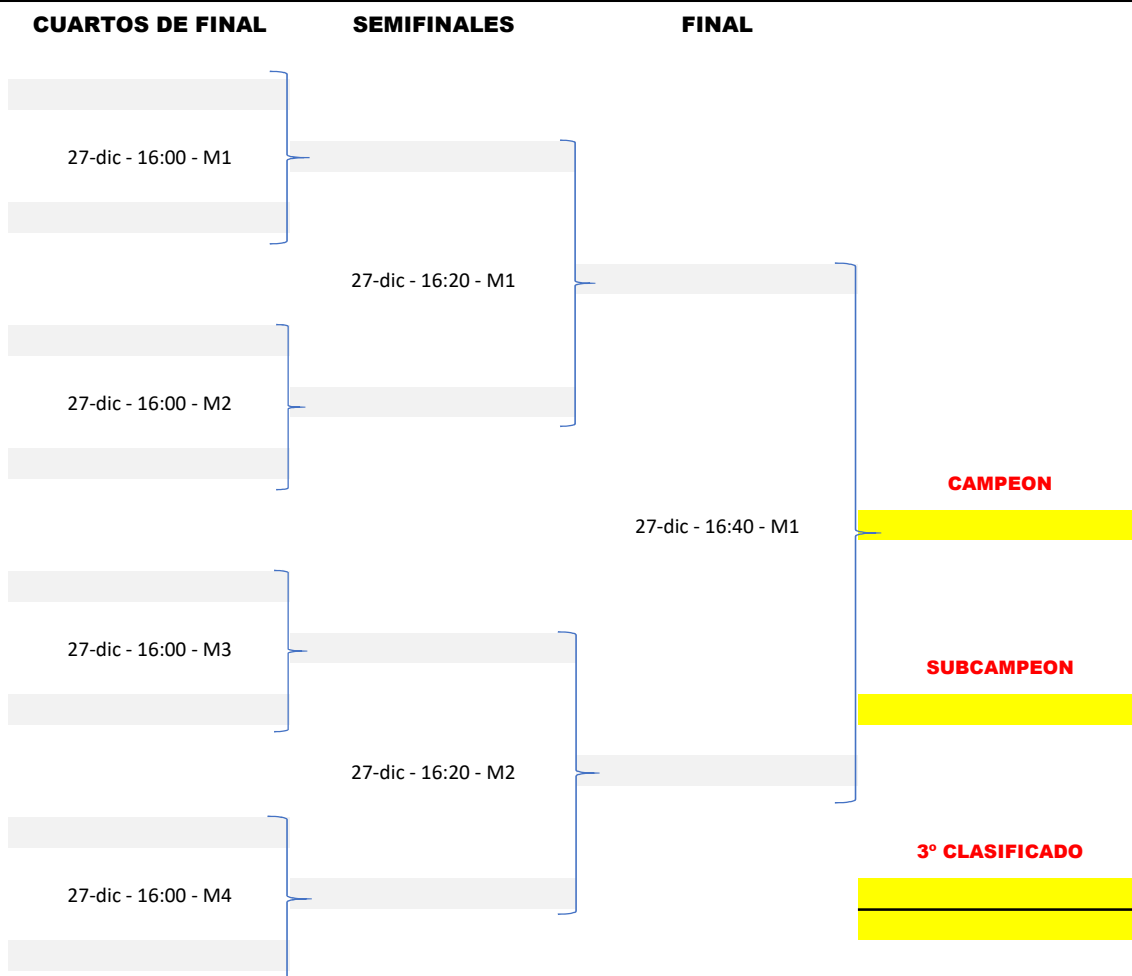 CUARTOS DE FINAL SEMIFINALES FINAL
27-dic - 16:00 - M1
27-dic - 16:20 - M1
27-dic - 16:00 - M2
CAMPEON
27-dic - 16:40 - M1
27-dic - 16:00 - M3
SUBCAMPEON
27-dic - 16:20 - M2
3º CLASIFICADO
27-dic - 16:00 - M4